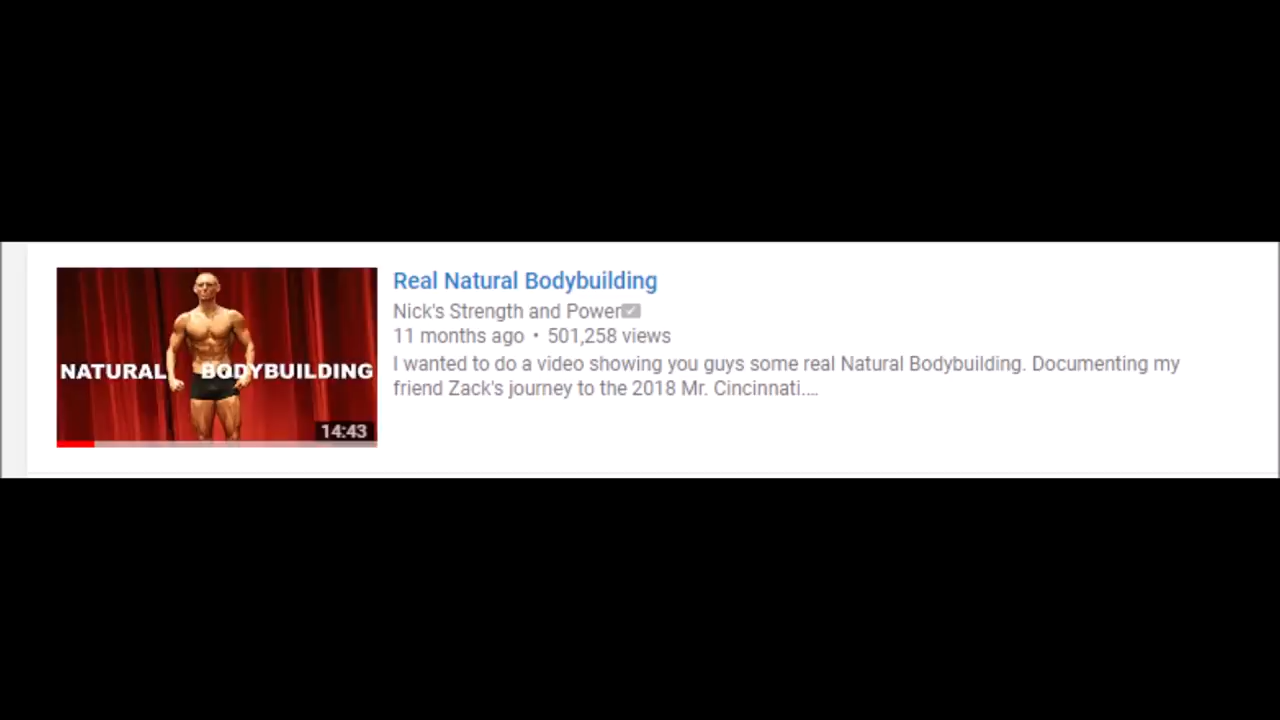 Real Natural Bodybuilding
Nick's Strength and Power
11 months ago • 501,258 views
I wanted to do a video showing you guys some real Natural Bodybuilding. Documenting my
friend Zack's journey to the 2018 Mr. Cincinnati....
NATURAL BODYBUILDING
14:43